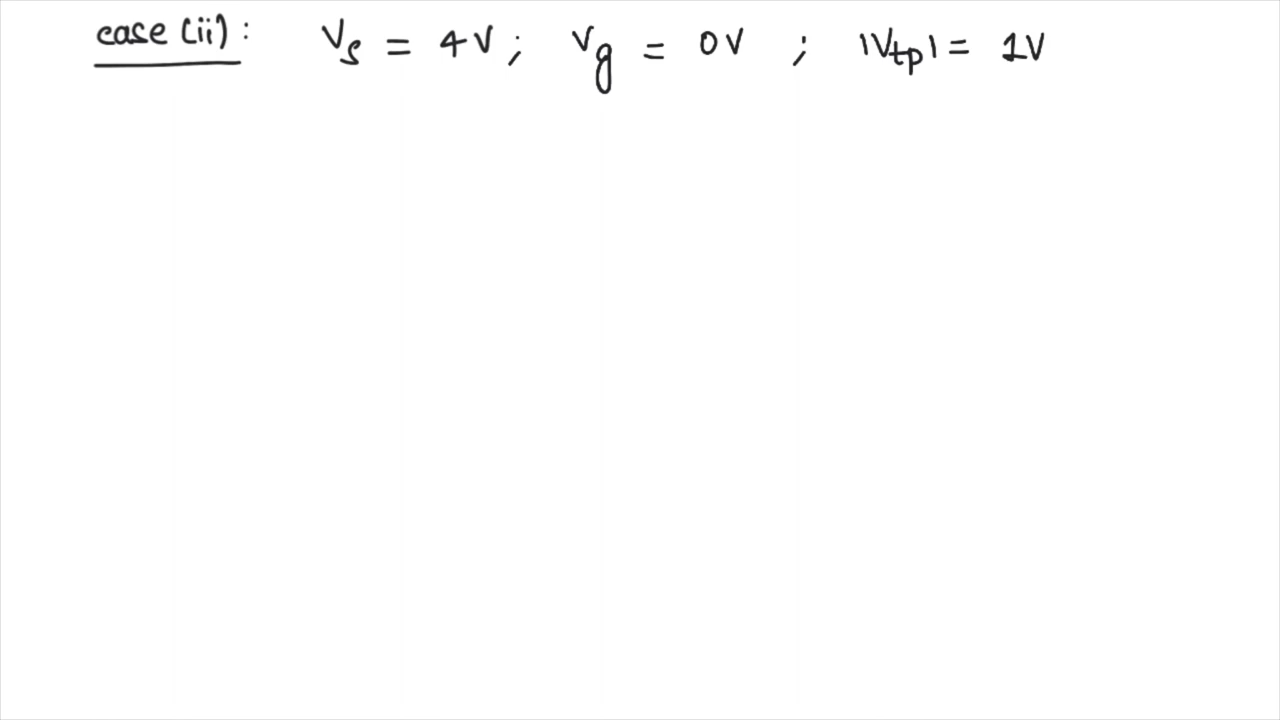 case (ii) : Vs = 4V ; Vg = 0V ; |Vtp| = 1V